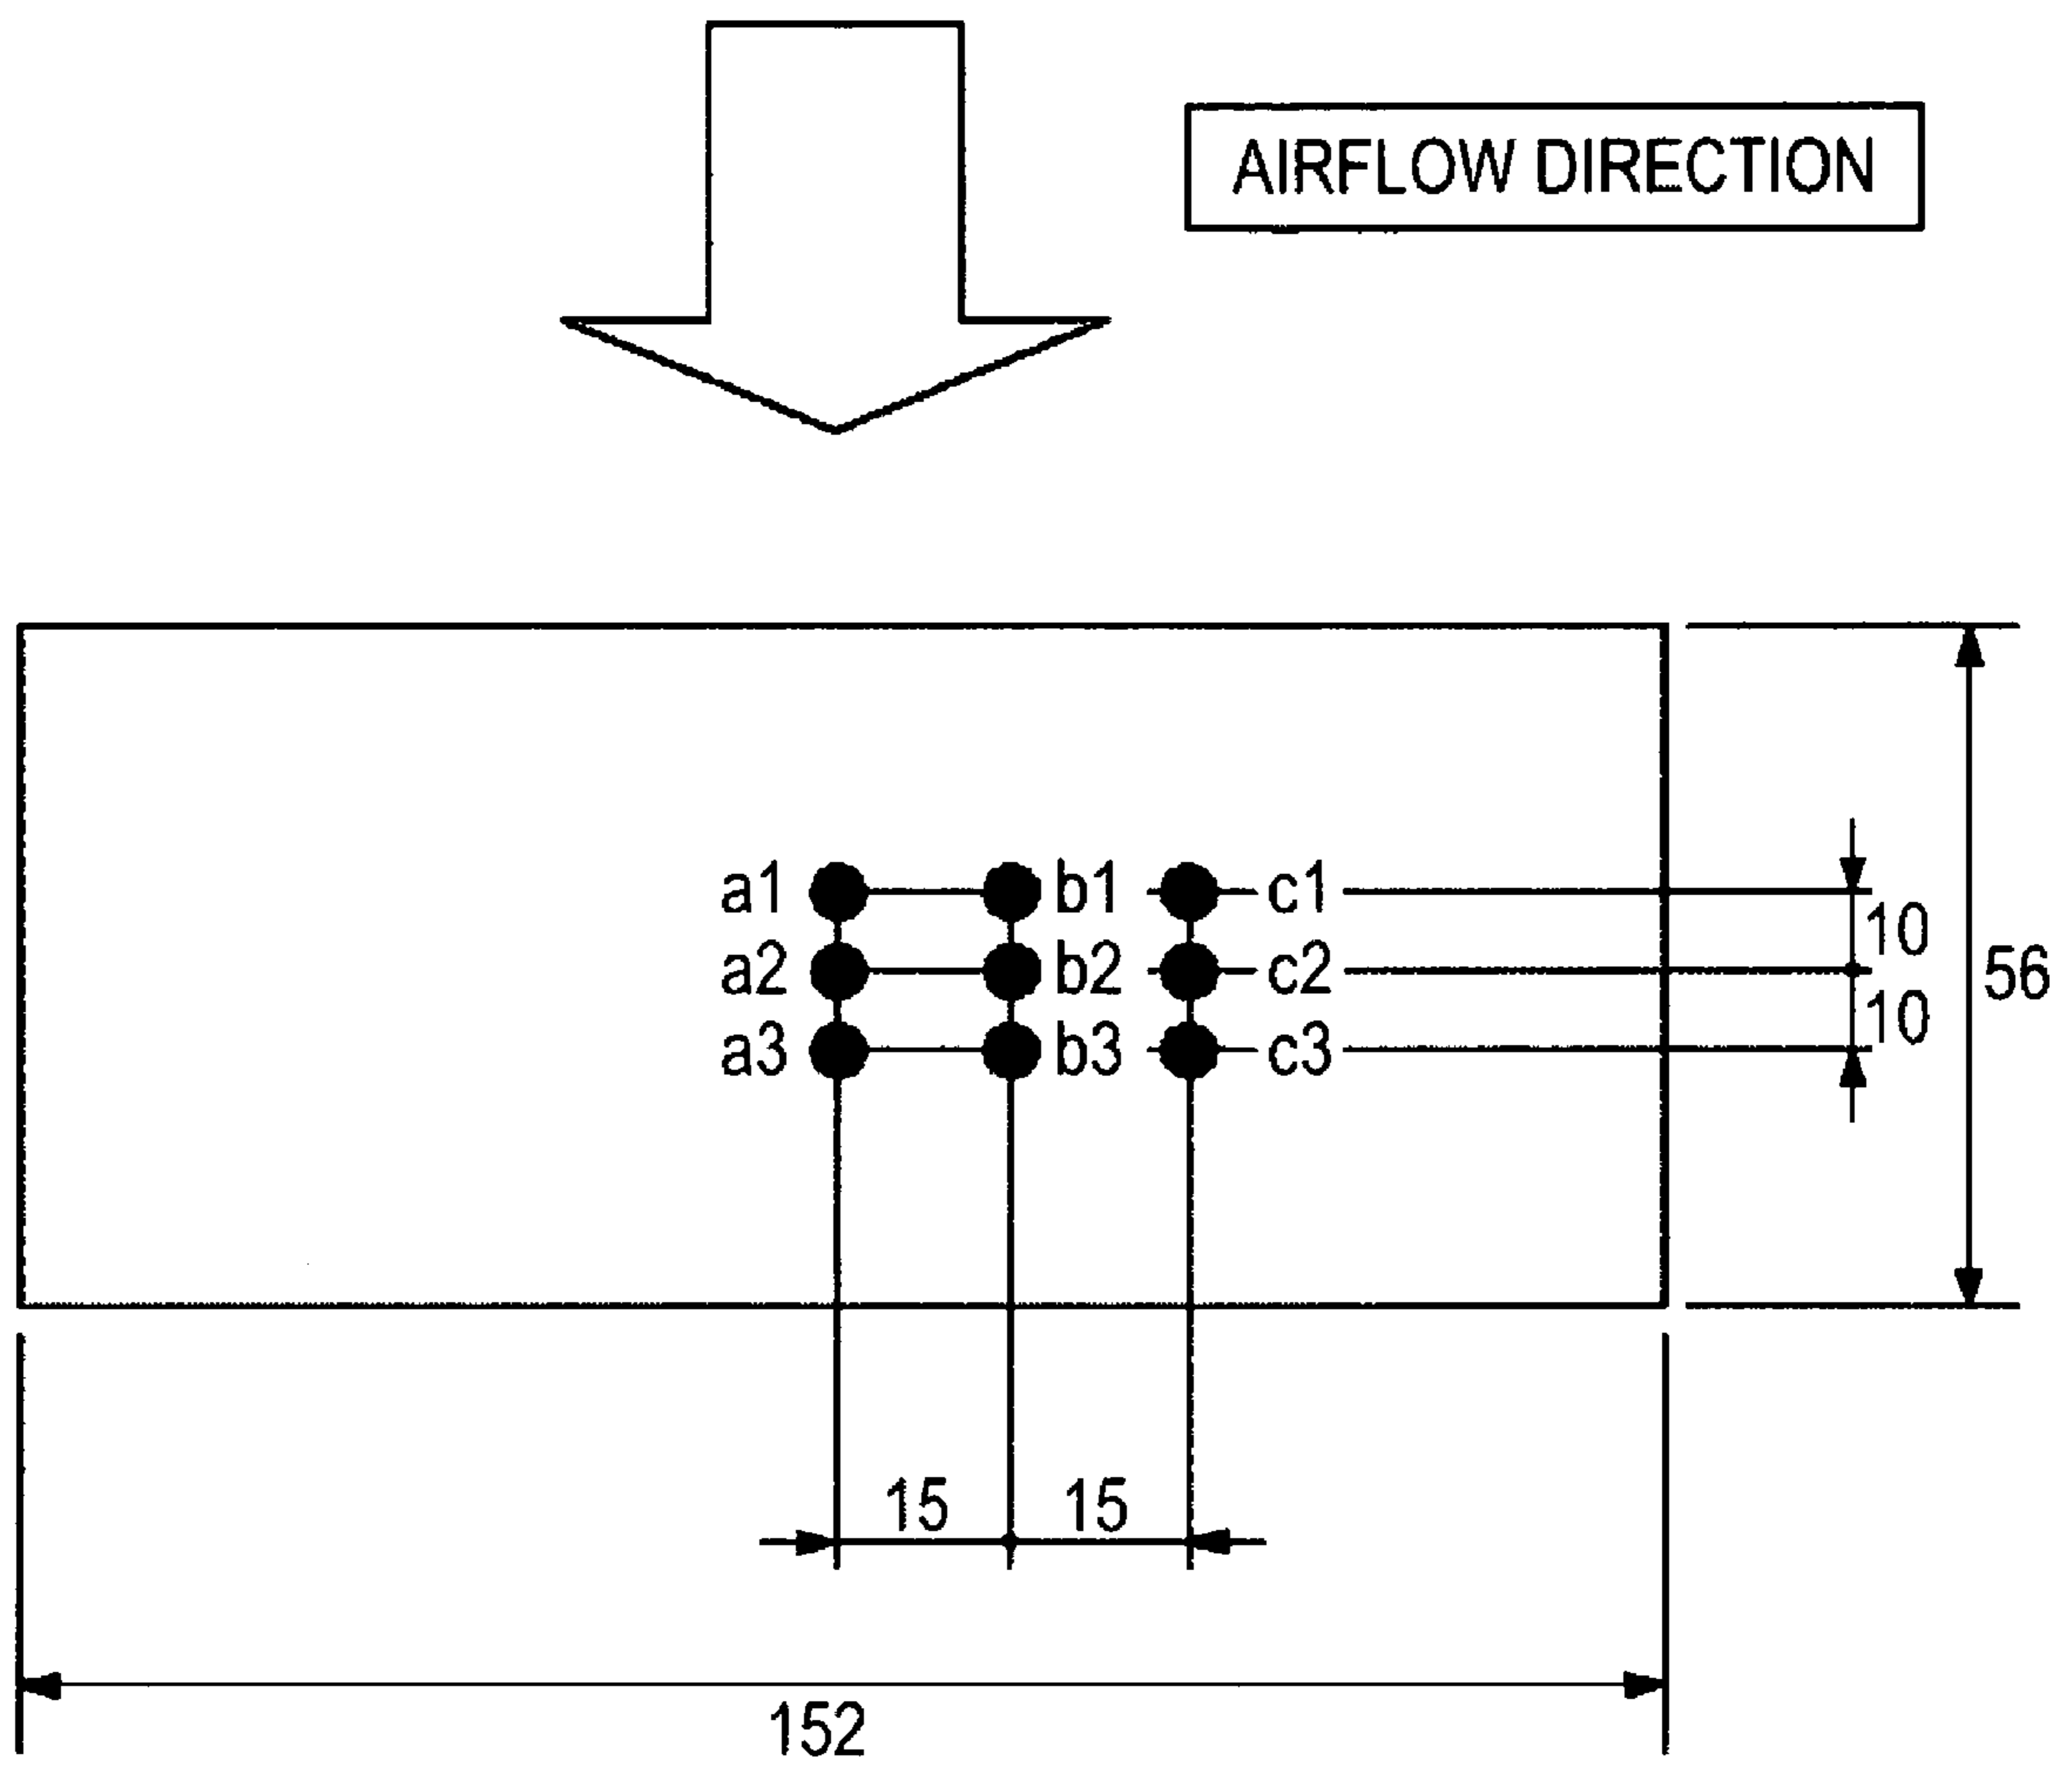 AIRFLOW DIRECTION
a1 b1 c1
10
a2 b2 c2
56
10
a3 b3 c3
15 15
152